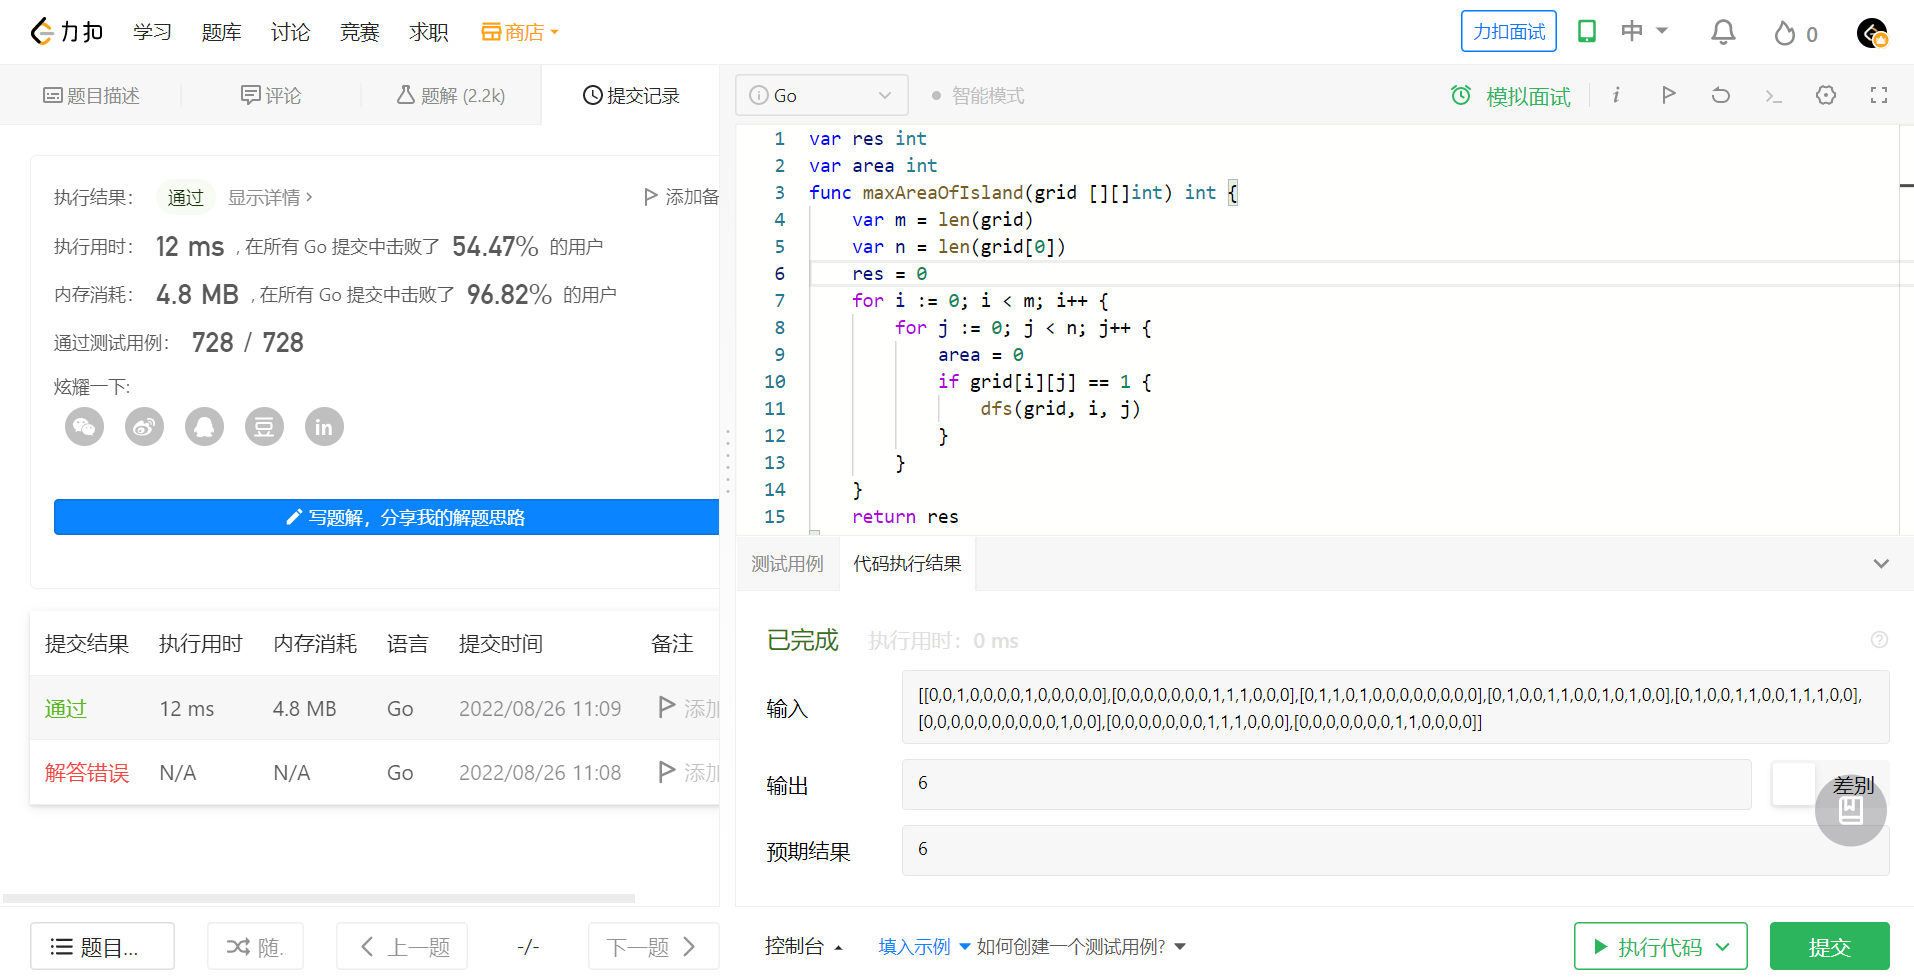 力扣 学习 题库 讨论 竞赛 求职 商店 力扣面试 中 0
题目描述 评论 题解 (2.2k) 提交记录
执行结果： 通过 显示详情 › 添加备
执行用时： 12 ms , 在所有 Go 提交中击败了 54.47% 的用户
内存消耗： 4.8 MB , 在所有 Go 提交中击败了 96.82% 的用户
通过测试用例： 728 / 728
炫耀一下:
豆 in
写题解，分享我的解题思路
提交结果 执行用时 内存消耗 语言 提交时间 备注
通过 12 ms 4.8 MB Go 2022/08/26 11:09 添加
解答错误 N/A N/A Go 2022/08/26 11:08 添加
题目... 随. 上一题 -/- 下一题
i Go 智能模式 模拟面试 i
1 var res int
2 var area int
3 func maxAreaOfIsland(grid [][]int) int {
4 var m = len(grid)
5 var n = len(grid[0])
6 res = 0
7 for i := 0; i < m; i++ {
8 for j := 0; j < n; j++ {
9 area = 0
10 if grid[i][j] == 1 {
11 dfs(grid, i, j)
12 }
13 }
14 }
15 return res
测试用例 代码执行结果
已完成 执行用时： 0 ms ?
输入 [[0,0,1,0,0,0,0,1,0,0,0,0,0],[0,0,0,0,0,0,0,1,1,1,0,0,0],[0,1,1,0,1,0,0,0,0,0,0,0,0],[0,1,0,0,1,1,0,0,1,0,1,0,0],[0,1,0,0,1,1,0,0,1,1,1,0,0],
[0,0,0,0,0,0,0,0,0,0,1,0,0],[0,0,0,0,0,0,0,1,1,1,0,0,0],[0,0,0,0,0,0,0,1,1,0,0,0,0]]
输出 6 差别
预期结果 6
控制台 填入示例 如何创建一个测试用例? 执行代码 提交